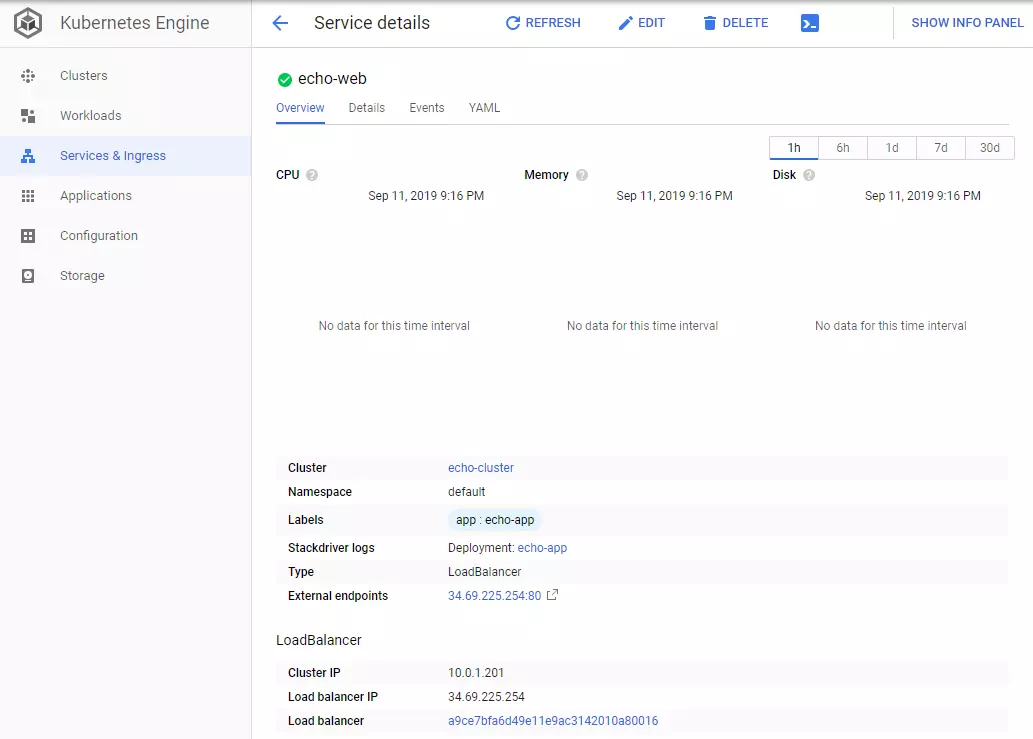 Kubernetes Engine
Service details
REFRESH
EDIT
DELETE
SHOW INFO PANEL
Clusters
Workloads
Services & Ingress
Applications
Configuration
Storage
echo-web
Overview Details Events YAML
1h 6h 1d 7d 30d
CPU
Sep 11, 2019 9:16 PM
No data for this time interval
Memory
Sep 11, 2019 9:16 PM
No data for this time interval
Disk
Sep 11, 2019 9:16 PM
No data for this time interval
Cluster echo-cluster
Namespace default
Labels app : echo-app
Stackdriver logs Deployment: echo-app
Type LoadBalancer
External endpoints 34.69.225.254:80
LoadBalancer
Cluster IP 10.0.1.201
Load balancer IP 34.69.225.254
Load balancer a9ce7bfa6d49e11e9ac3142010a80016